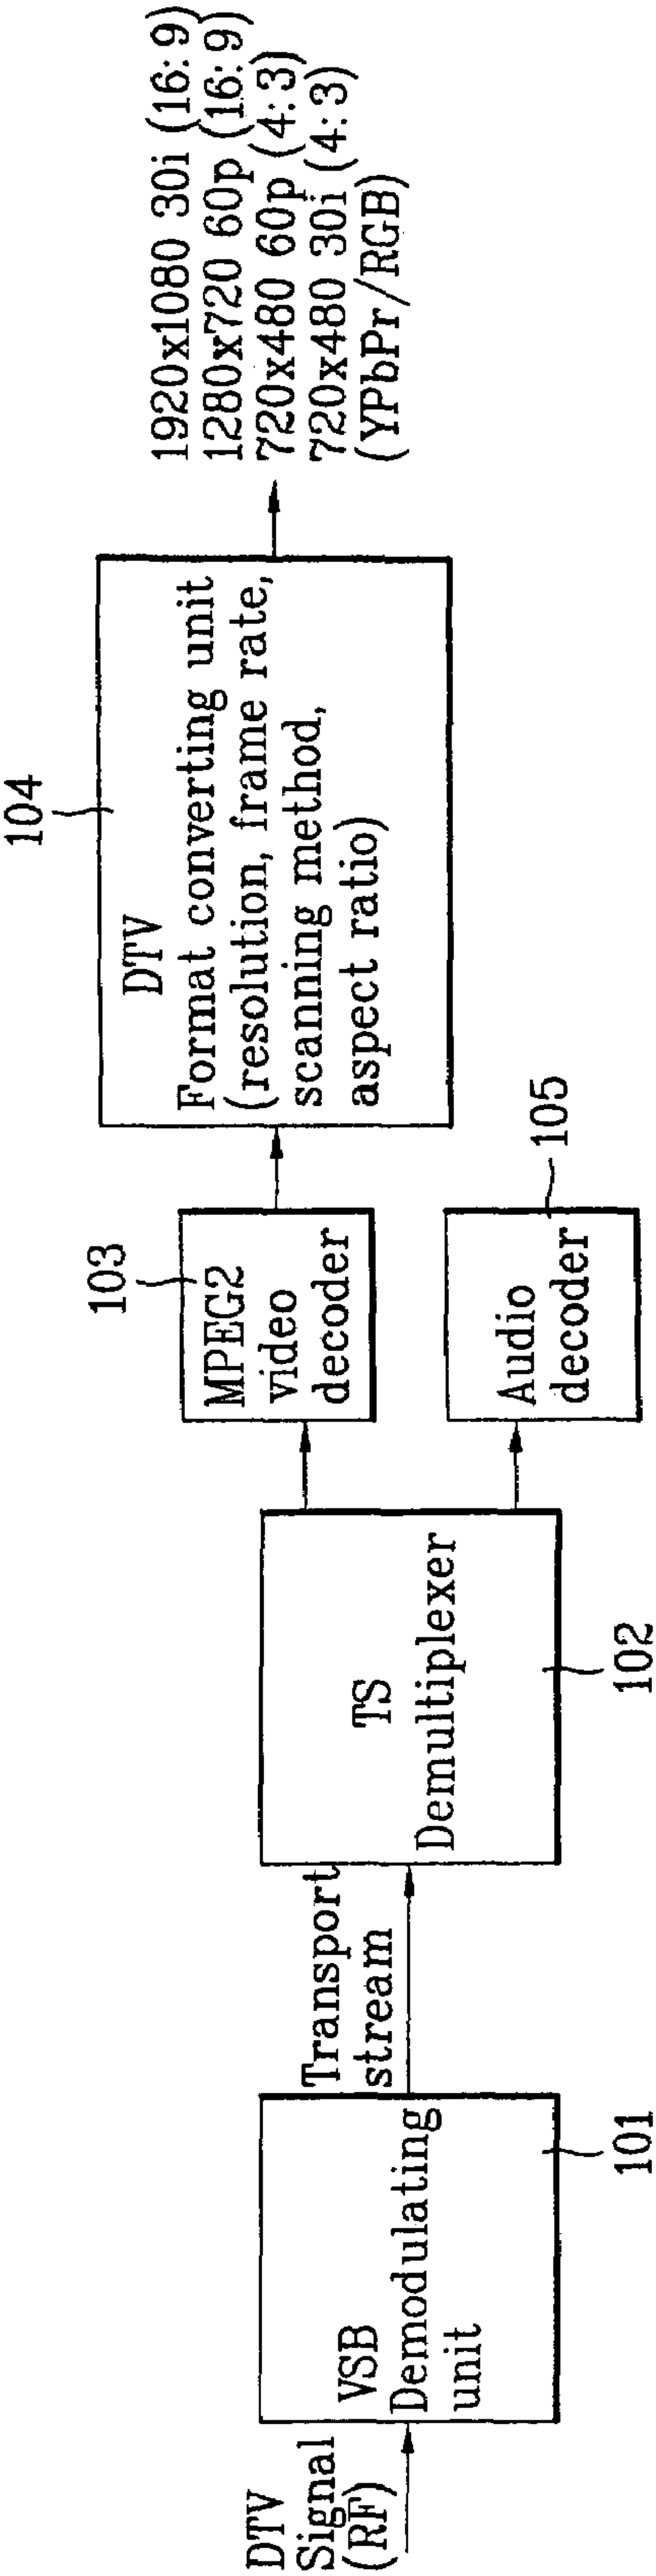 DTV
Signal
(RF)
VSB
Demodulating
unit
101
Transport
stream
TS
Demultiplexer
102
MPEG2
video
decoder
103
Audio
decoder
105
DTV
Format converting unit
(resolution, frame rate,
scanning method,
aspect ratio)
104
1920x1080 30i (16:9)
1280x720 60p (16:9)
720x480 60p (4:3)
720x480 30i (4:3)
(YPbPr/RGB)